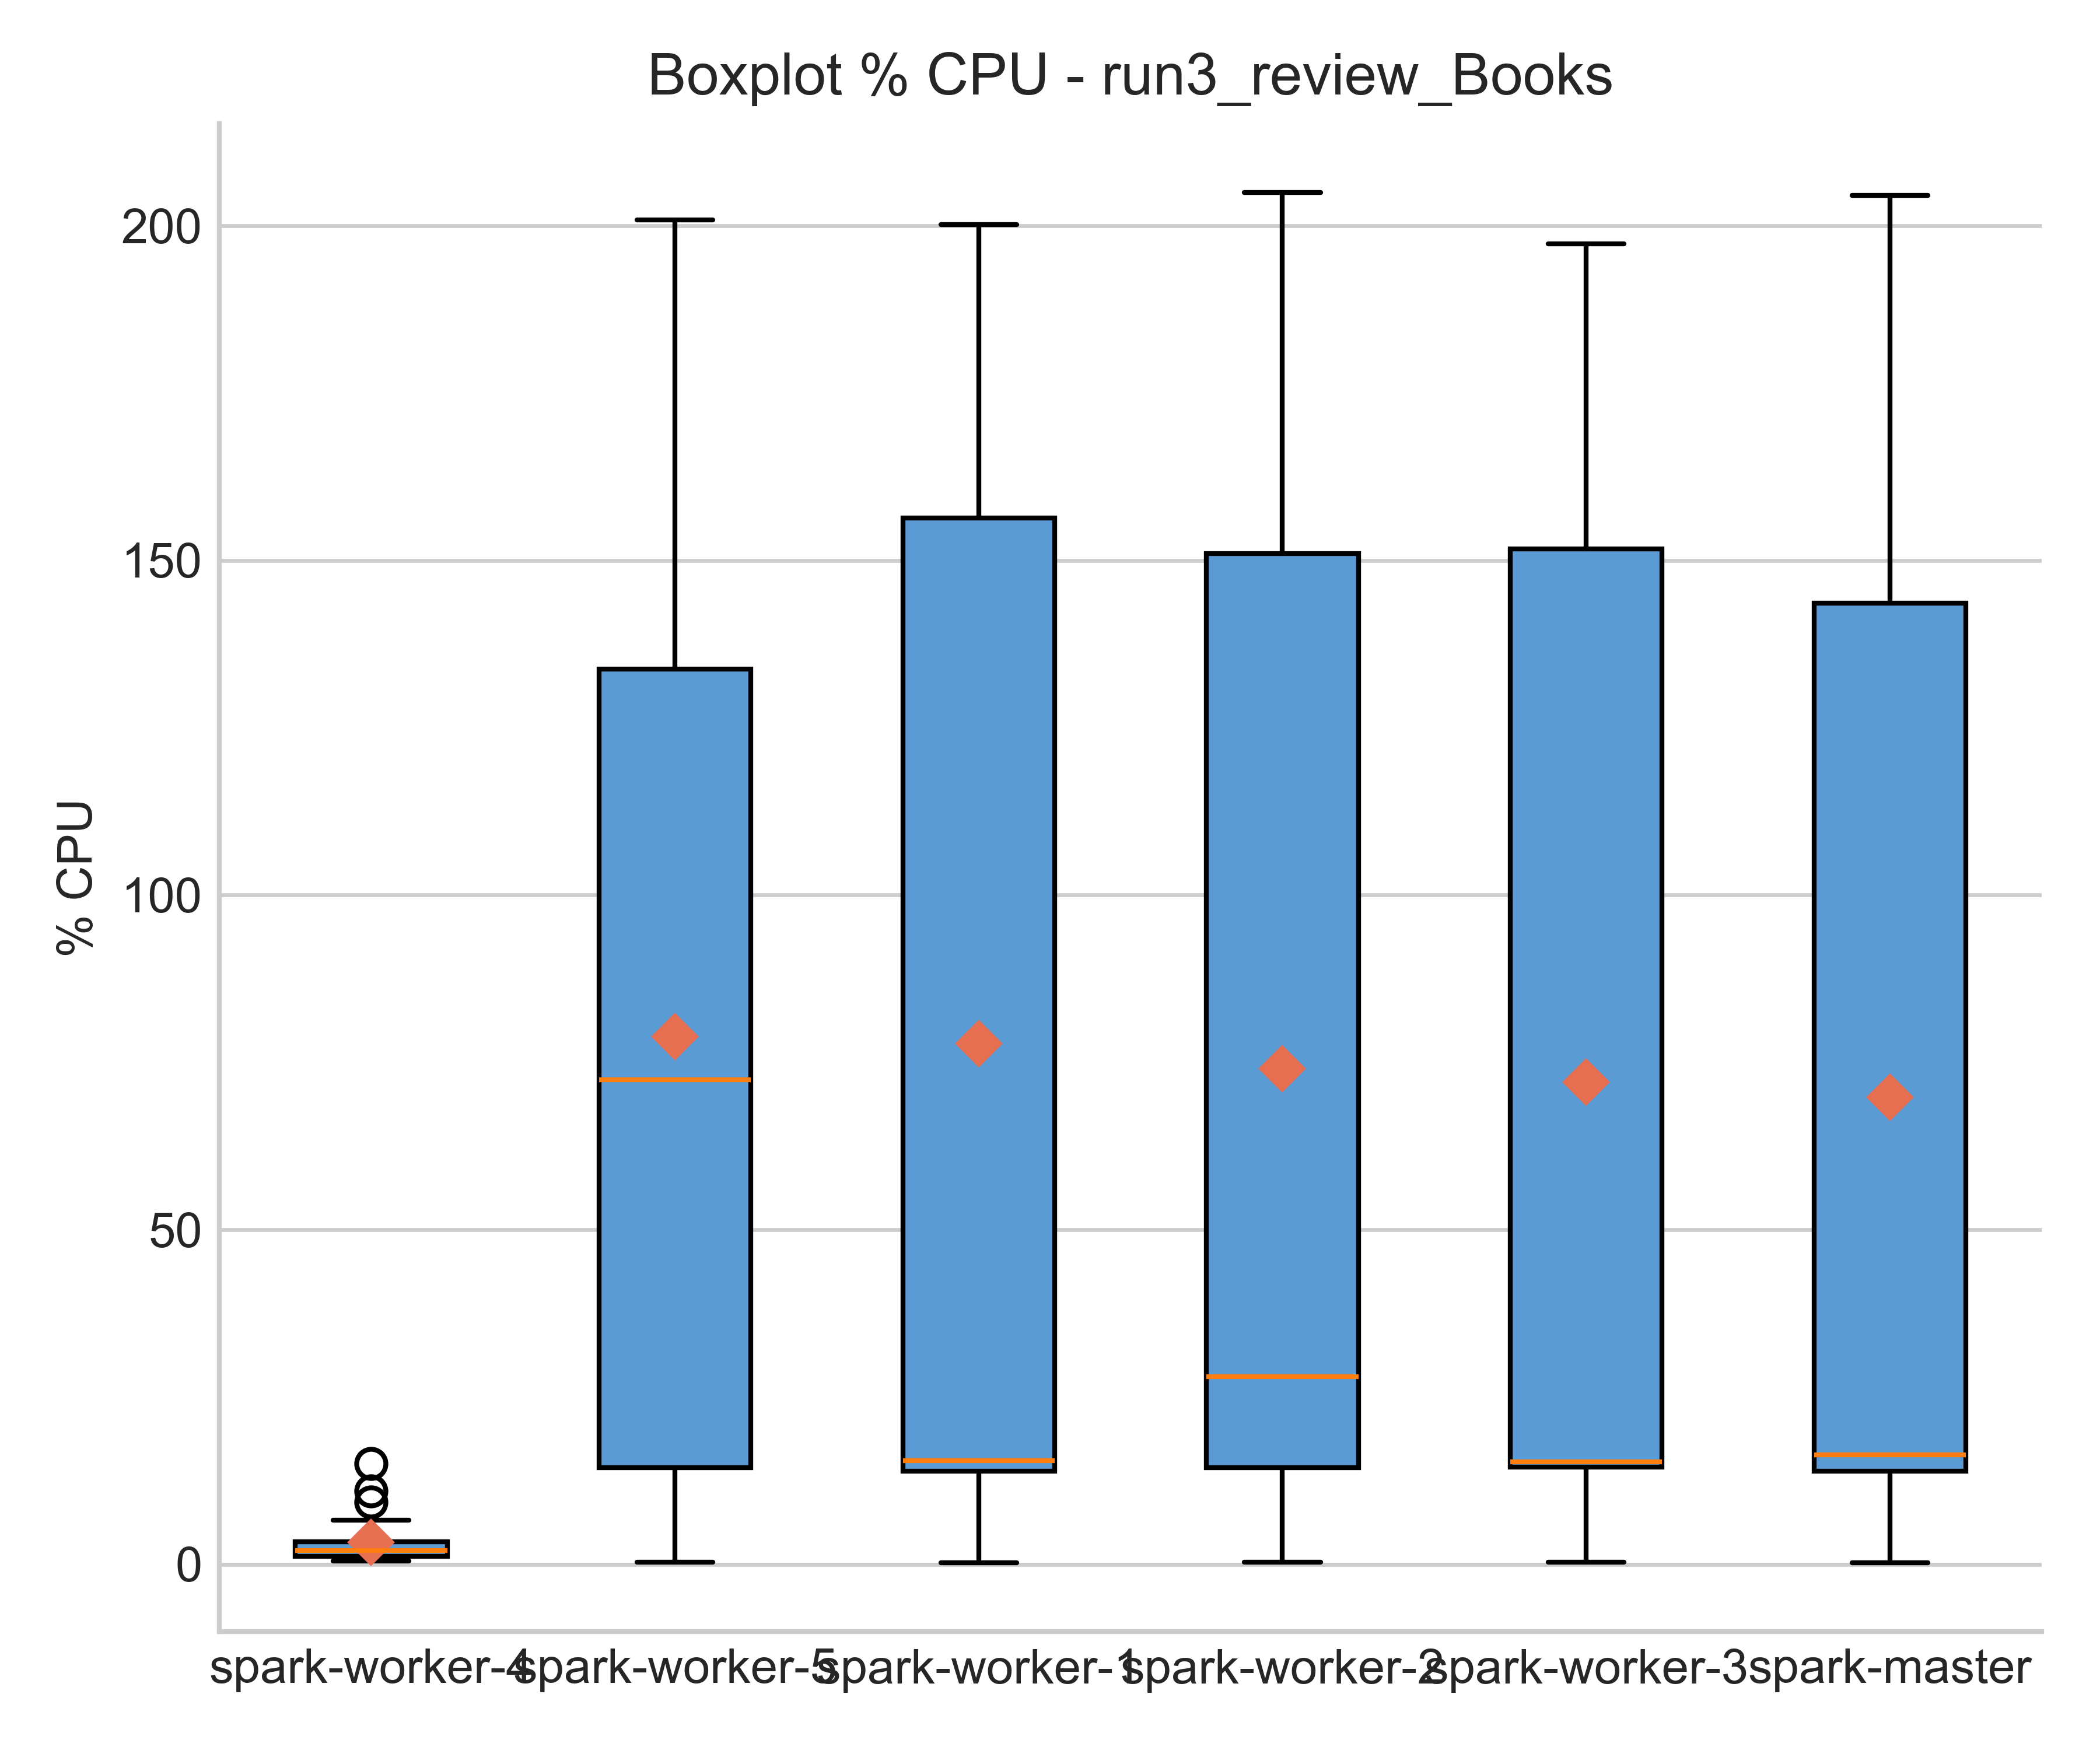 Boxplot % CPU - run3_review_Books
% CPU
200
150
100
50
0
spark-worker-4 spark-worker-5 spark-worker-1 spark-worker-2 spark-worker-3 spark-master